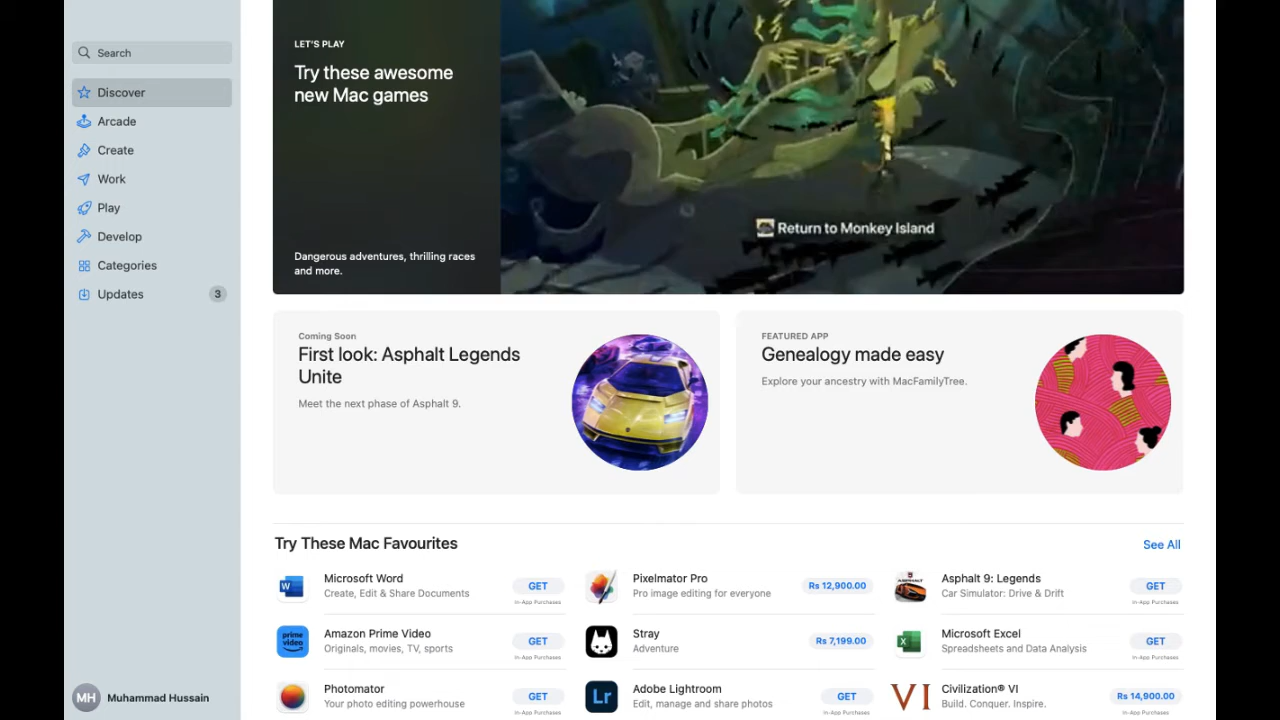 Search
Discover
Arcade
Create
Work
Play
Develop
Categories
Updates
3
MH
Muhammad Hussain
LET'S PLAY
Try these awesome
new Mac games
Dangerous adventures, thrilling races
and more.
Return to Monkey Island
Coming Soon
First look: Asphalt Legends
Unite
Meet the next phase of Asphalt 9.
FEATURED APP
Genealogy made easy
Explore your ancestry with MacFamilyTree.
Try These Mac Favourites
See All
Microsoft Word
Create, Edit & Share Documents
GET
In-App Purchases
Pixelmator Pro
Pro image editing for everyone
Rs 12,900.00
ASPHALT
Asphalt 9: Legends
Car Simulator: Drive & Drift
GET
In-App Purchases
prime
video
Amazon Prime Video
Originals, movies, TV, sports
GET
In-App Purchases
Stray
Adventure
Rs 7,199.00
Microsoft Excel
Spreadsheets and Data Analysis
GET
In-App Purchases
Photomator
Your photo editing powerhouse
GET
In-App Purchases
Lr
Adobe Lightroom
Edit, manage and share photos
GET
In-App Purchases
VI
Civilization® VI
Build. Conquer. Inspire.
Rs 14,900.00
In-App Purchases